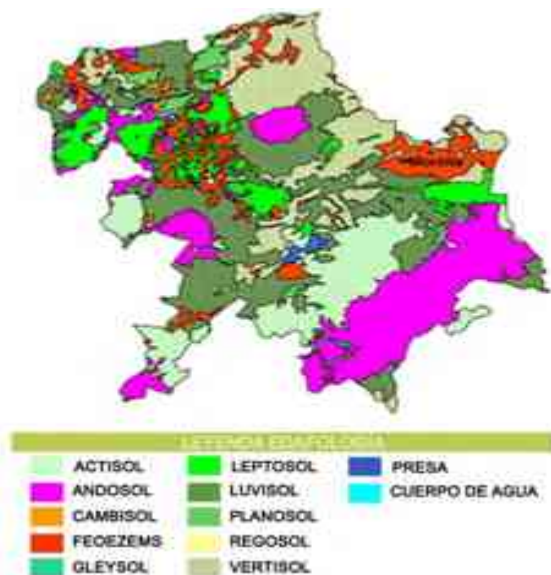 LEYENDA EDAFOLOGIA
ACTISOL
ANDOSOL
CAMBISOL
FEOEZEMS
GLEYSOL
LEPTOSOL
LUVISOL
PLANOSOL
REGOSOL
VERTISOL
PRESA
CUERPO DE AGUA